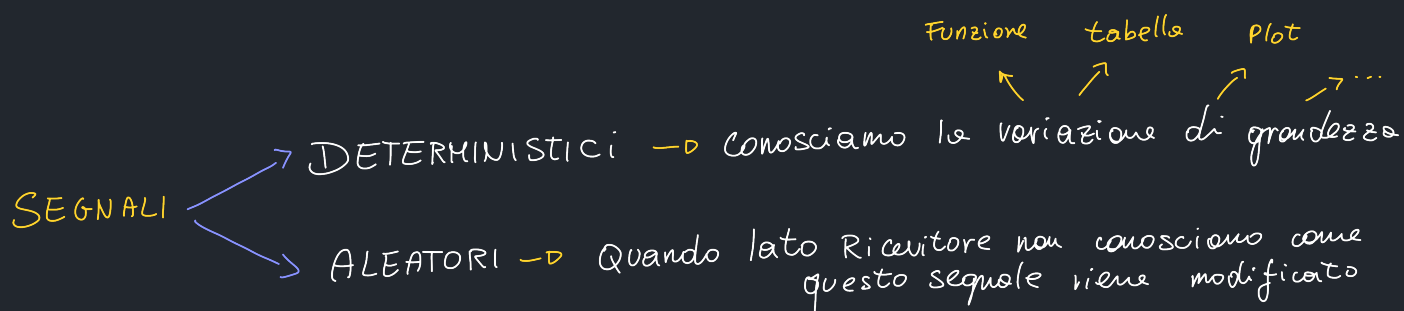 Funzione tabella Plot
...
DETERMINISTICI → conosciamo la variazione di grandezza
SEGNALI
ALEATORI → Quando lato Ricevitore non conosciamo come
questo segnale viene modificato